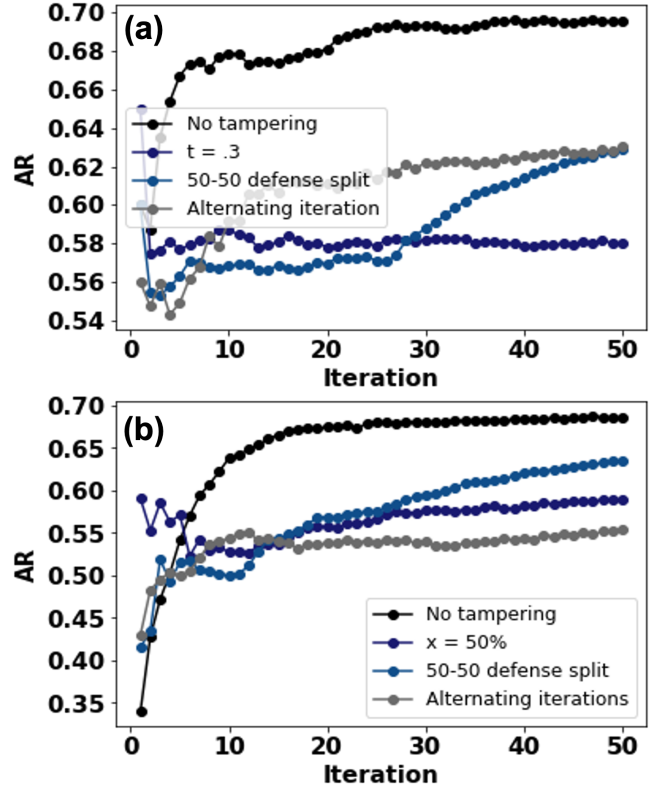 (a)
0.70
0.68
0.66
0.64
0.62
0.60
0.58
0.56
0.54
AR
No tampering
t = .3
50-50 defense split
Alternating iteration
0 10 20 30 40 50
Iteration
(b)
0.70
0.65
0.60
0.55
0.50
0.45
0.40
0.35
AR
No tampering
x = 50%
50-50 defense split
Alternating iterations
0 10 20 30 40 50
Iteration